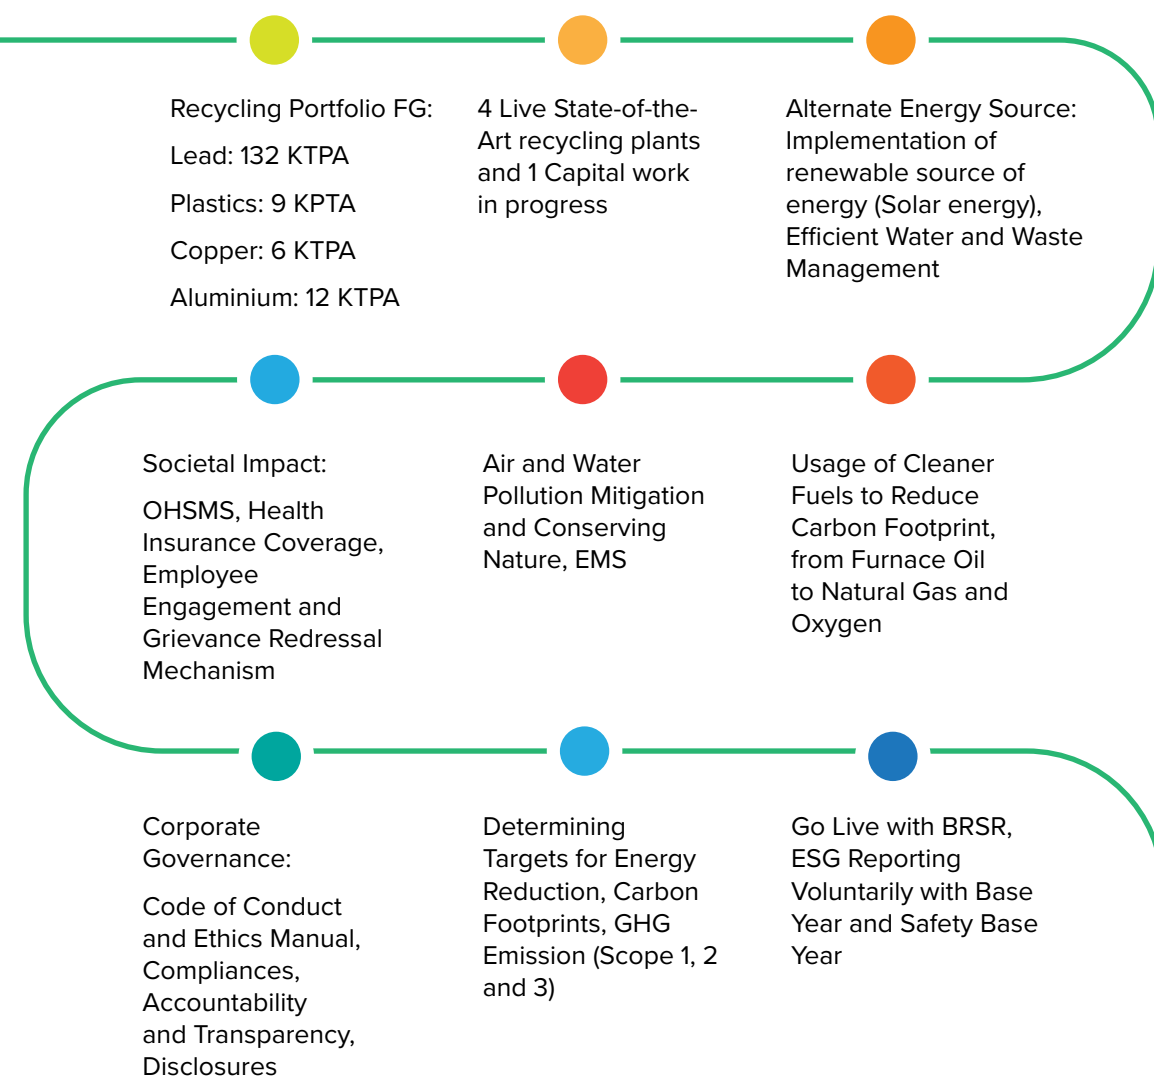 Recycling Portfolio FG:
Lead: 132 KTPA
Plastics: 9 KPTA
Copper: 6 KTPA
Aluminium: 12 KTPA
4 Live State-of-the-
Art recycling plants
and 1 Capital work
in progress
Alternate Energy Source:
Implementation of
renewable source of
energy (Solar energy),
Efficient Water and Waste
Management
Societal Impact:
OHSMS, Health
Insurance Coverage,
Employee
Engagement and
Grievance Redressal
Mechanism
Air and Water
Pollution Mitigation
and Conserving
Nature, EMS
Usage of Cleaner
Fuels to Reduce
Carbon Footprint,
from Furnace Oil
to Natural Gas and
Oxygen
Corporate
Governance:
Code of Conduct
and Ethics Manual,
Compliances,
Accountability
and Transparency,
Disclosures
Determining
Targets for Energy
Reduction, Carbon
Footprints, GHG
Emission (Scope 1, 2
and 3)
Go Live with BRSR,
ESG Reporting
Voluntarily with Base
Year and Safety Base
Year